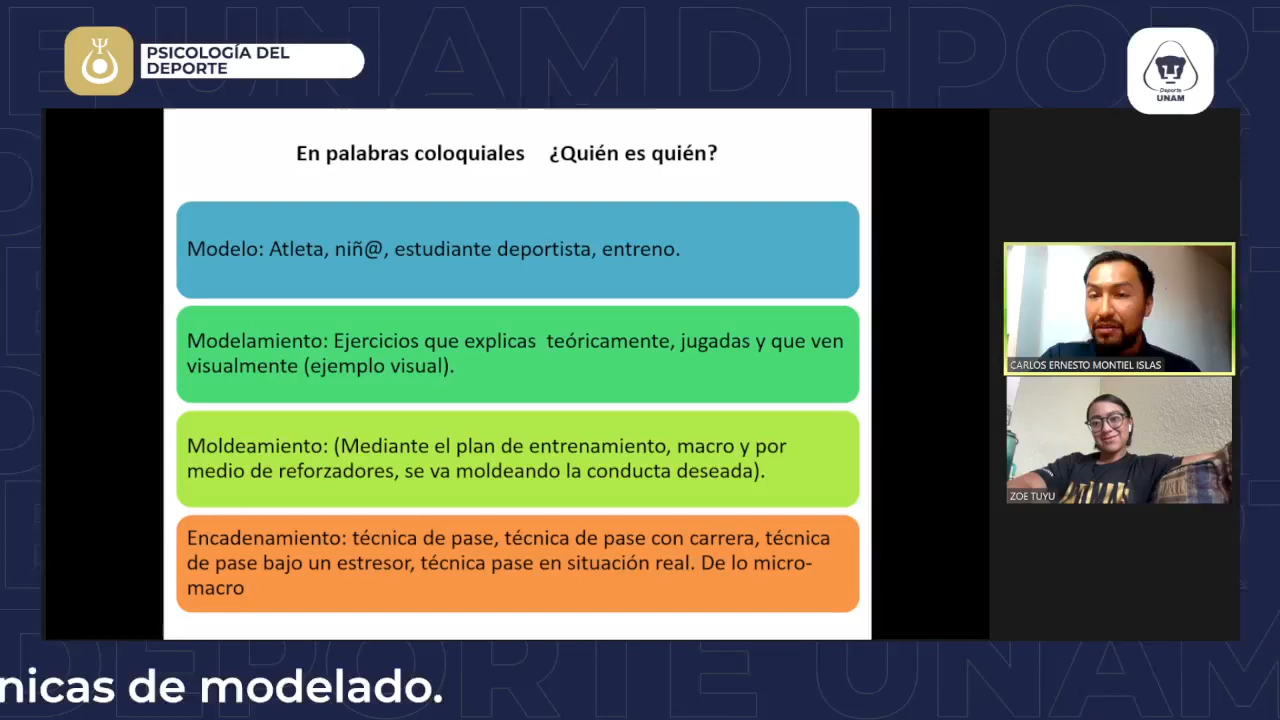 PSICOLOGÍA DEL
DEPORTE
Deporte
UNAM
En palabras coloquiales ¿Quién es quién?
Modelo: Atleta, niñ@, estudiante deportista, entreno.
Modelamiento: Ejercicios que explicas teóricamente, jugadas y que ven
visualmente (ejemplo visual).
Moldeamiento: (Mediante el plan de entrenamiento, macro y por
medio de reforzadores, se va moldeando la conducta deseada).
Encadenamiento: técnica de pase, técnica de pase con carrera, técnica
de pase bajo un estresor, técnica pase en situación real. De lo micro-
macro
CARLOS ERNESTO MONTIEL ISLAS
ZOE TUYU
nicas de modelado.